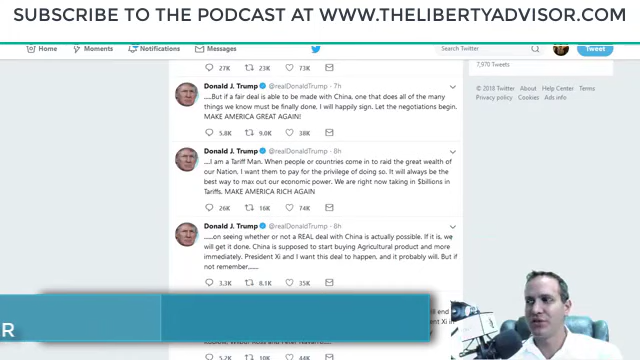 SUBSCRIBE TO THE PODCAST AT WWW.THELIBERTYADVISOR.COM
Home Moments Notifications Messages Search Twitter Tweet
27K 23K 73K
7,970 Tweets
© 2018 Twitter About Help Center Terms
Privacy policy Cookies Ads info
Donald J. Trump @realDonaldTrump · 7h
.....But if a fair deal is able to be made with China, one that does all of the many
things we know must be finally done, I will happily sign. Let the negotiations begin.
MAKE AMERICA GREAT AGAIN!
5.8K 9.0K 38K
Donald J. Trump @realDonaldTrump · 8h
....I am a Tariff Man. When people or countries come in to raid the great wealth of
our Nation, I want them to pay for the privilege of doing so. It will always be the
best way to max out our economic power. We are right now taking in $billions in
Tariffs. MAKE AMERICA RICH AGAIN
26K 16K 74K
Donald J. Trump @realDonaldTrump · 8h
......on seeing whether or not a REAL deal with China is actually possible. If it is, we
will get it done. China is supposed to start buying Agricultural product and more
immediately. President Xi and I want this deal to happen, and it probably will. But if
not remember......
3.3K 8.1K 35K
will end
t Xi in
R
5.2K 10K 44K